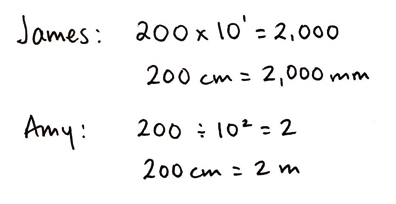 James: 200 x 10¹ = 2,000
200 cm = 2,000 mm
Amy: 200 ÷ 10² = 2
200 cm = 2 m